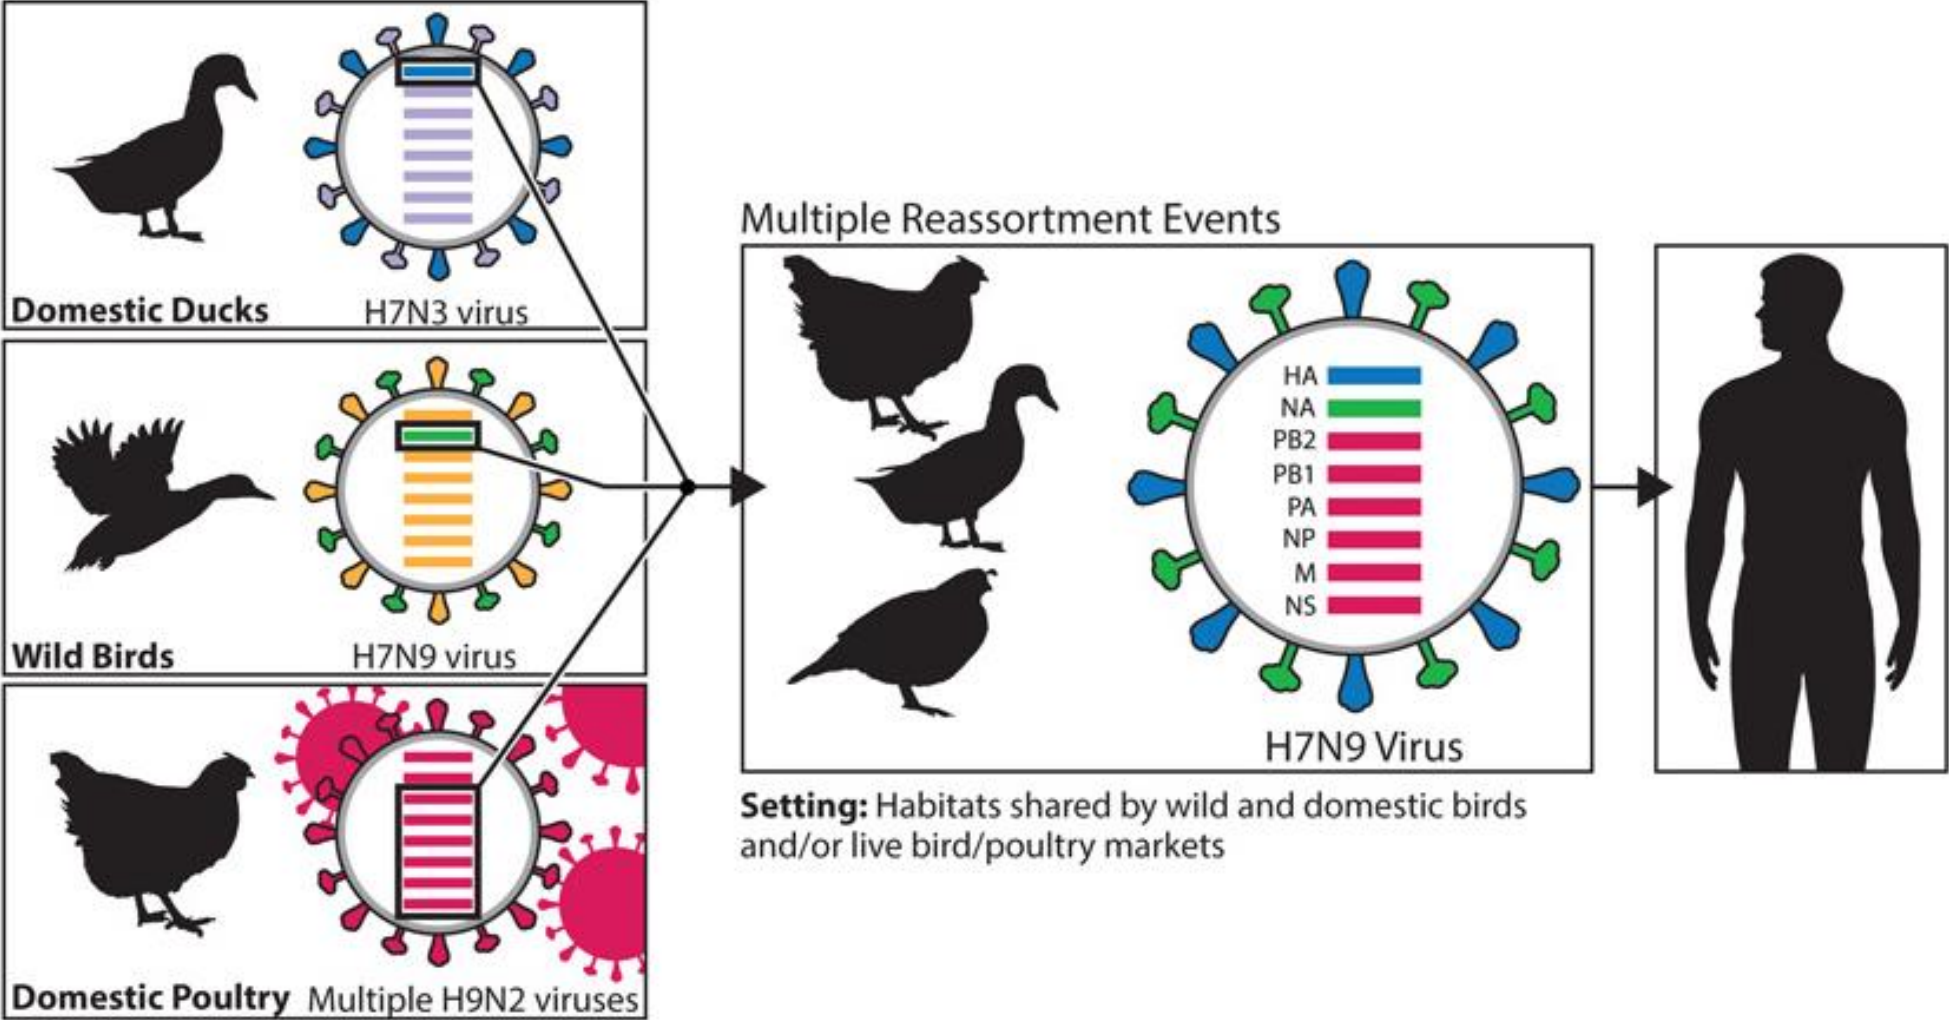 Domestic Ducks H7N3 virus
Wild Birds H7N9 virus
Domestic Poultry Multiple H9N2 viruses
Multiple Reassortment Events
HA
NA
PB2
PB1
PA
NP
M
NS
H7N9 Virus
Setting: Habitats shared by wild and domestic birds
and/or live bird/poultry markets